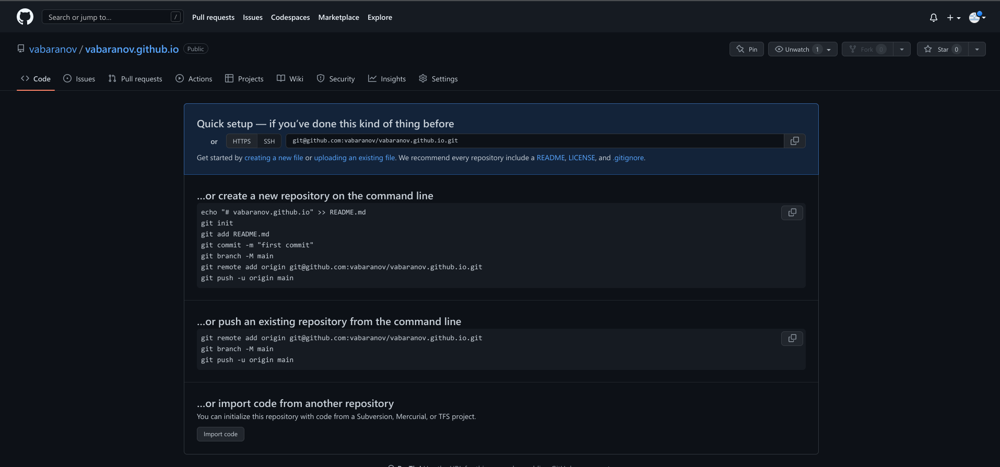 Search or jump to...
/
Pull requests
Issues
Codespaces
Marketplace
Explore
vabaranov / vabaranov.github.io
Public
Pin
Unwatch 1
Fork 0
Star 0
Code
Issues
Pull requests
Actions
Projects
Wiki
Security
Insights
Settings
Quick setup — if you’ve done this kind of thing before
or
HTTPS
SSH
git@github.com:vabaranov/vabaranov.github.io.git
Get started by creating a new file or uploading an existing file. We recommend every repository include a README, LICENSE, and .gitignore.
…or create a new repository on the command line
echo "# vabaranov.github.io" >> README.md
git init
git add README.md
git commit -m "first commit"
git branch -M main
git remote add origin git@github.com:vabaranov/vabaranov.github.io.git
git push -u origin main
…or push an existing repository from the command line
git remote add origin git@github.com:vabaranov/vabaranov.github.io.git
git branch -M main
git push -u origin main
…or import code from another repository
You can initialize this repository with code from a Subversion, Mercurial, or TFS project.
Import code